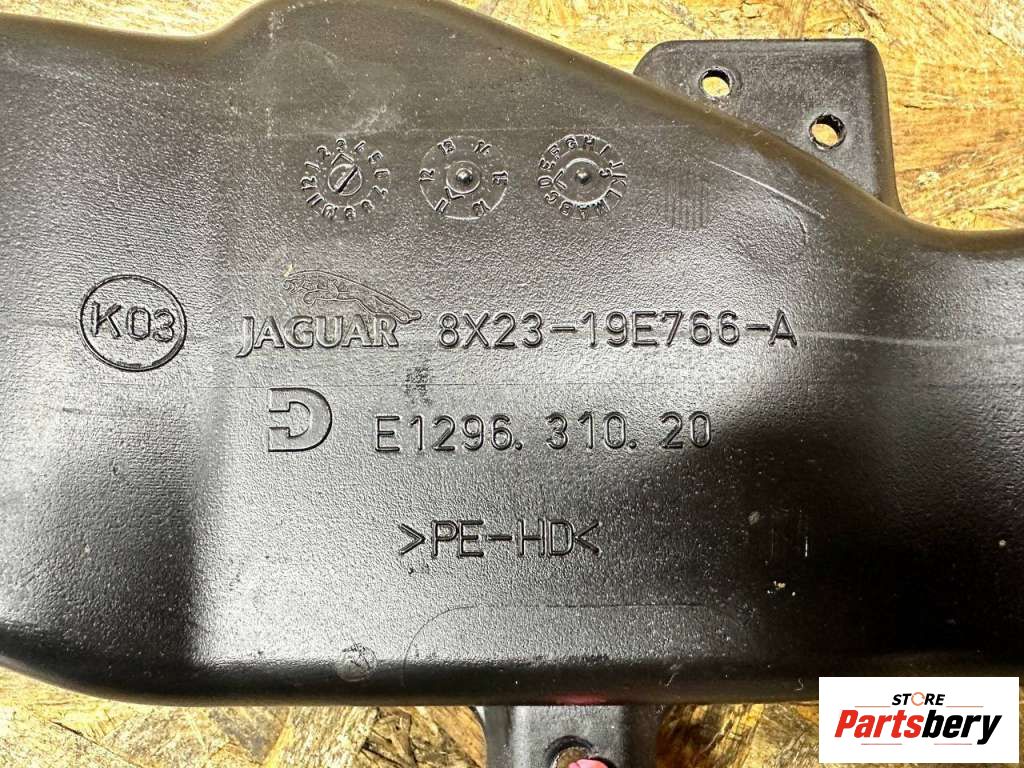 K03
JAGUAR 8X23-19E766-A
E1296.310.20
>PE-HD<
STORE
Partsbery